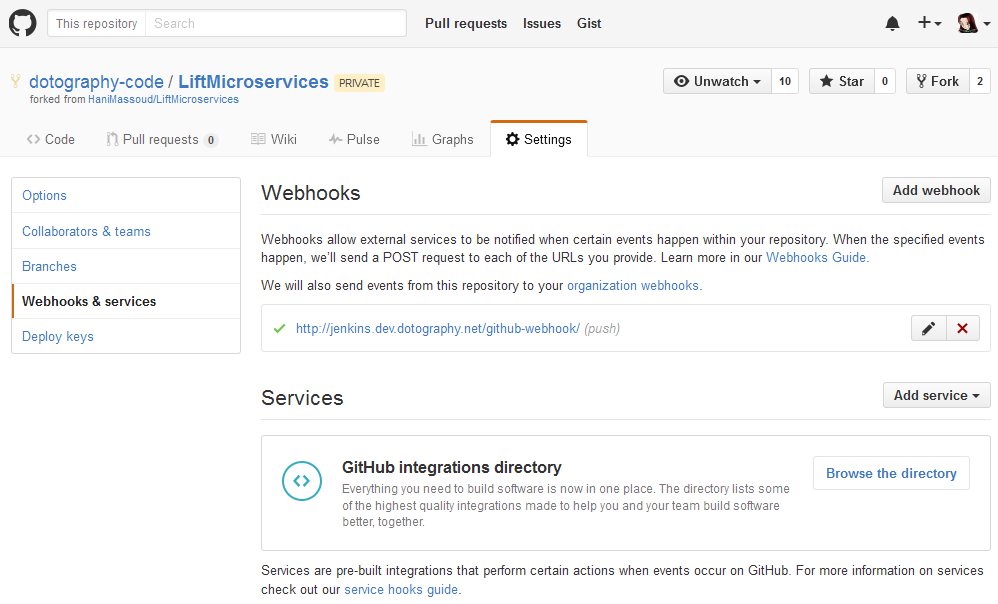 This repository Search Pull requests Issues Gist
dotography-code / LiftMicroservices PRIVATE
forked from HaniMassoud/LiftMicroservices
Unwatch 10 Star 0 Fork 2
Code Pull requests 0 Wiki Pulse Graphs Settings
Options
Collaborators & teams
Branches
Webhooks & services
Deploy keys
Webhooks
Add webhook
Webhooks allow external services to be notified when certain events happen within your repository. When the specified events
happen, we'll send a POST request to each of the URLs you provide. Learn more in our Webhooks Guide.
We will also send events from this repository to your organization webhooks.
http://jenkins.dev.dotography.net/github-webhook/ (push)
Services
Add service
GitHub integrations directory
Everything you need to build software is now in one place. The directory lists some
of the highest quality integrations made to help you and your team build software
better, together.
Browse the directory
Services are pre-built integrations that perform certain actions when events occur on GitHub. For more information on services
check out our service hooks guide.